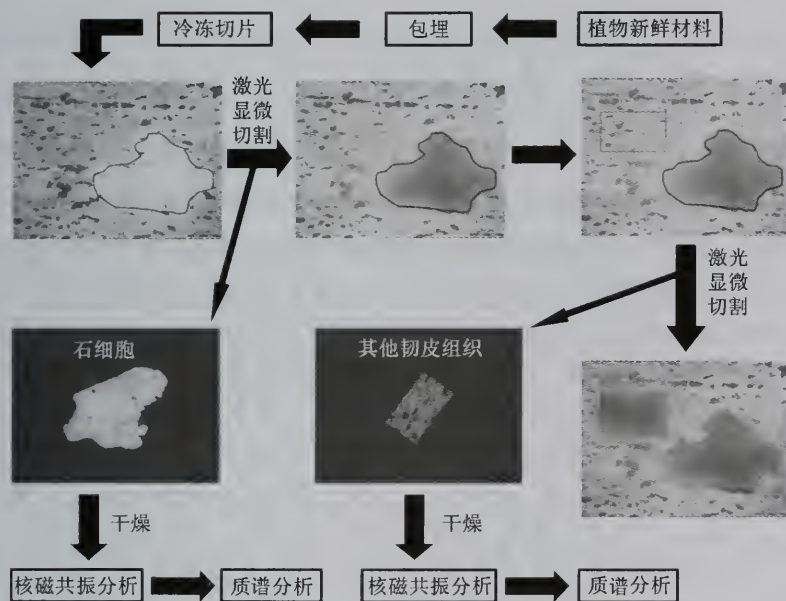 冷冻切片
包埋
植物新鲜材料
激光
显微
切割
激光
显微
切割
石细胞
其他韧皮组织
干燥
干燥
核磁共振分析
质谱分析
核磁共振分析
质谱分析